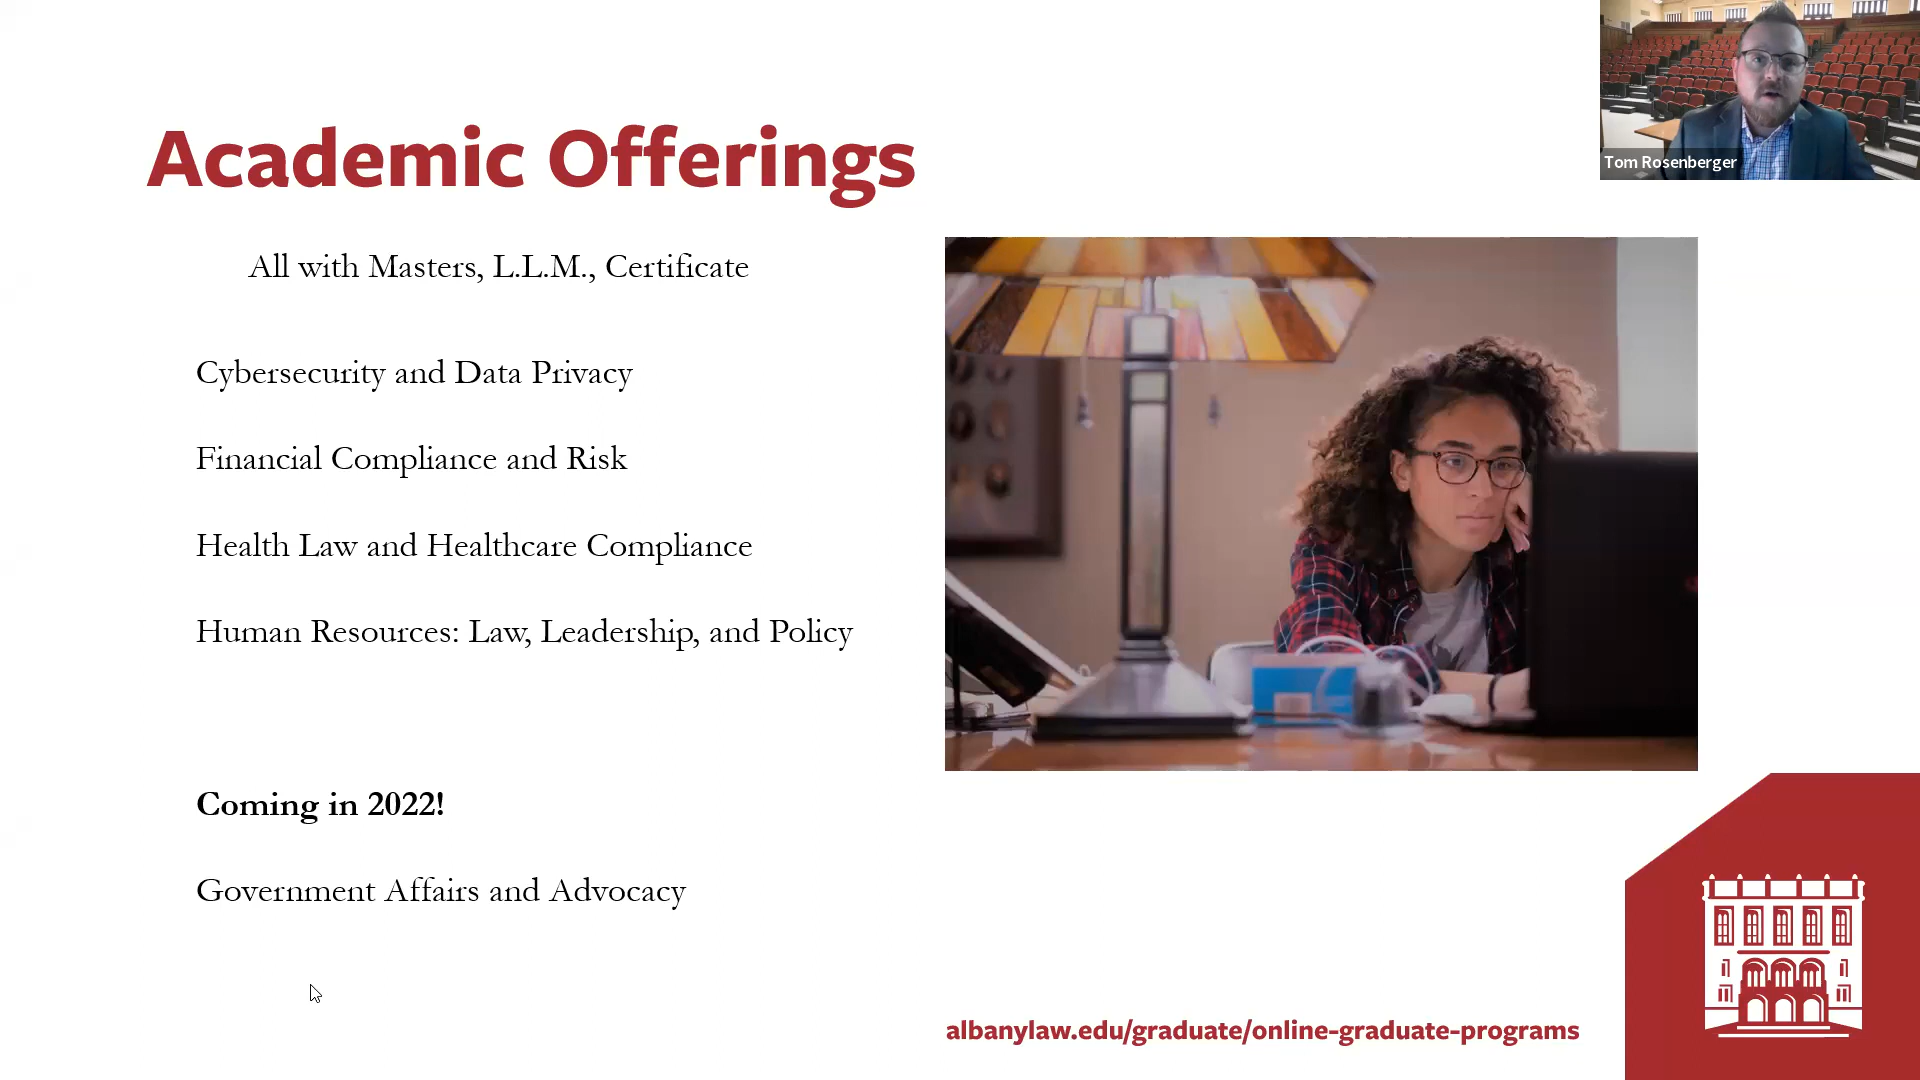 Academic Offerings
Tom Rosenberger
All with Masters, L.L.M., Certificate
Cybersecurity and Data Privacy
Financial Compliance and Risk
Health Law and Healthcare Compliance
Human Resources: Law, Leadership, and Policy
Coming in 2022!
Government Affairs and Advocacy
albanylaw.edu/graduate/online-graduate-programs